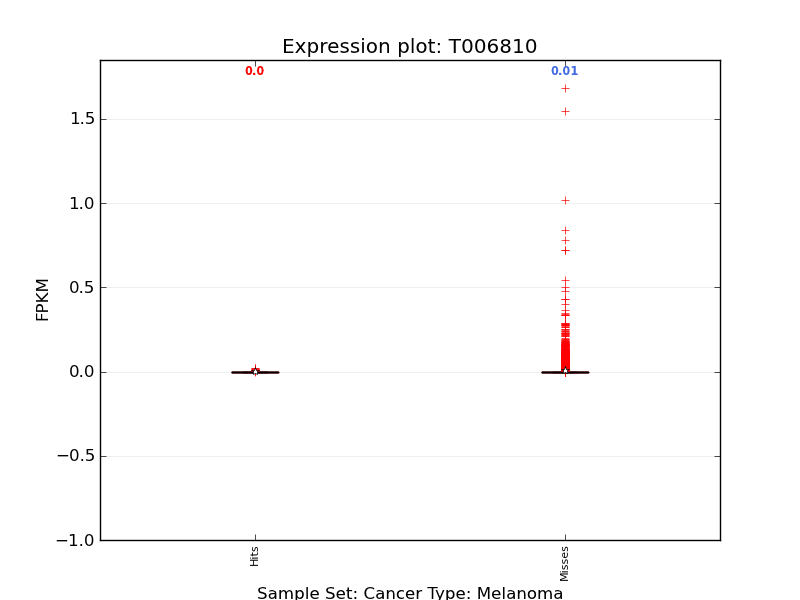 Expression plot: T006810
0.0
0.01
1.5
1.0
0.5
0.0
−0.5
−1.0
FPKM
Hits
Misses
Sample Set: Cancer Type: Melanoma